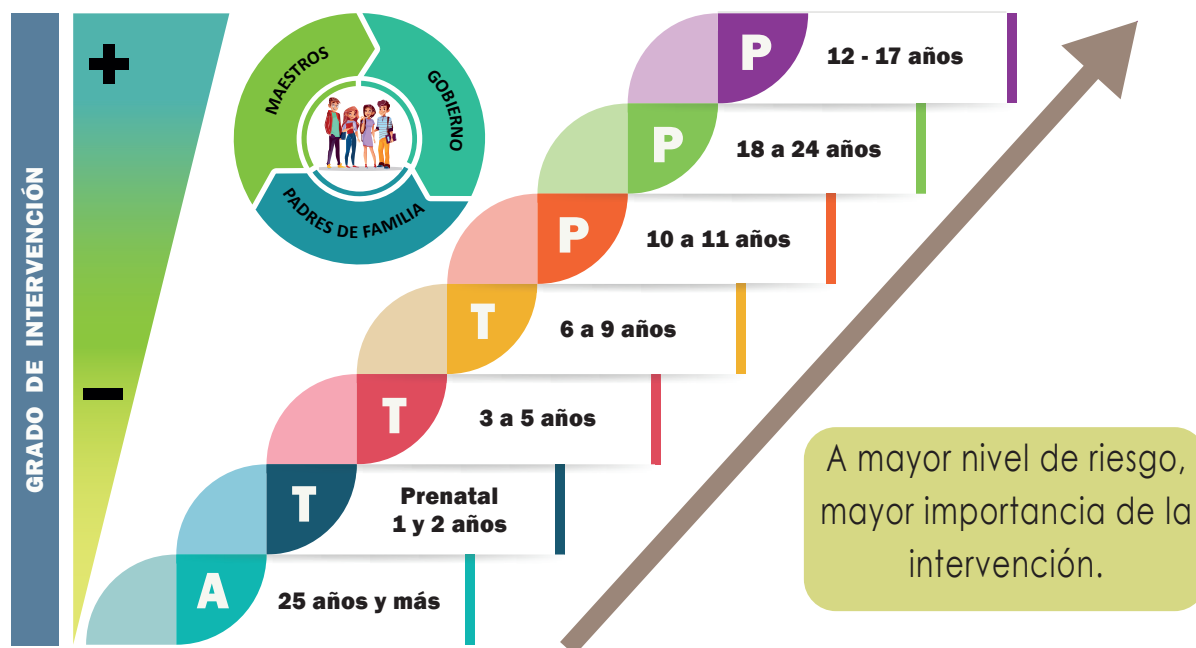 GRADO DE INTERVENCIÓN
+
−
MAESTROS
GOBIERNO
PADRES DE FAMILIA
P
12 - 17 años
P
18 a 24 años
P
10 a 11 años
T
6 a 9 años
T
3 a 5 años
T
Prenatal
1 y 2 años
A
25 años y más
A mayor nivel de riesgo,
mayor importancia de la
intervención.